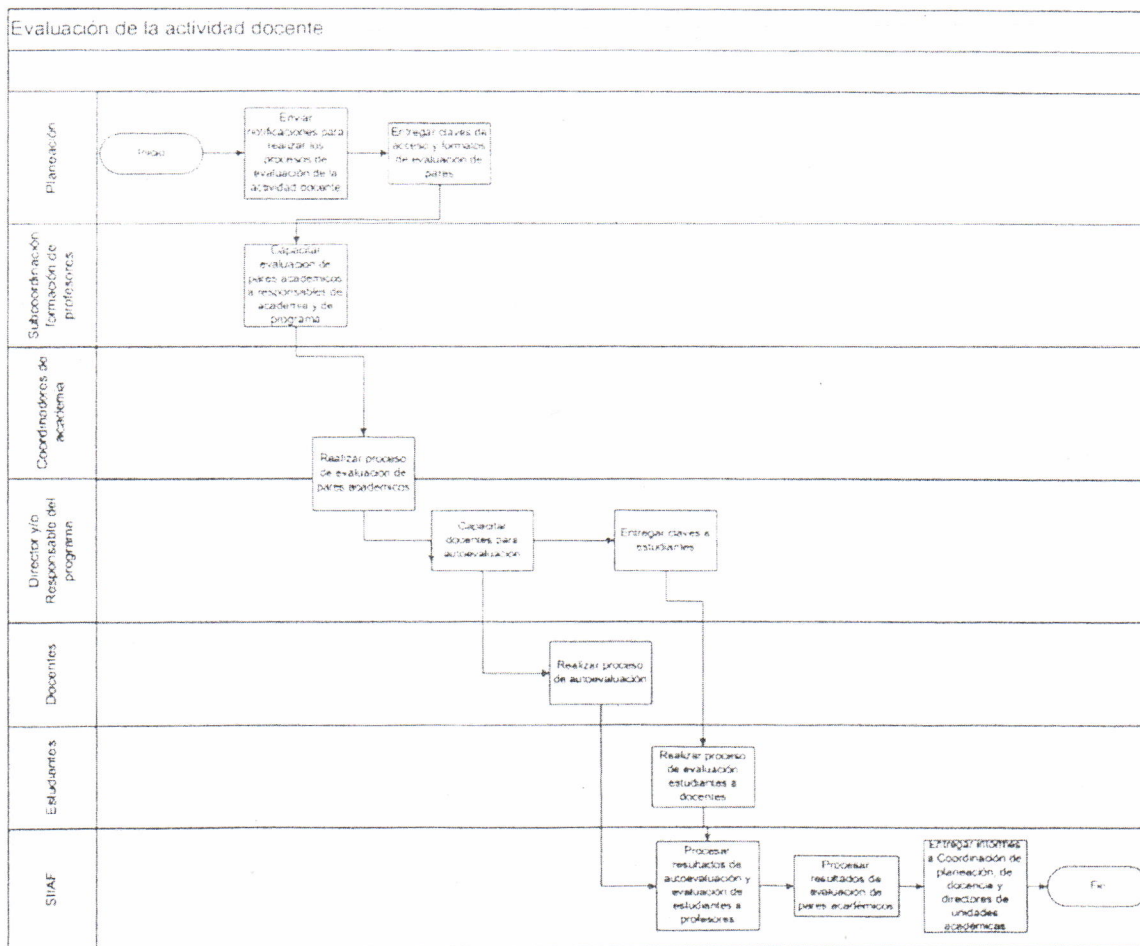 Evaluación de la actividad docente
Planeación
Inicio
Enviar
notificaciones para
realizar los
procesos de
evaluación de la
actividad docente
Entregar claves de
acceso y formatos
de evaluación de
pares
Subcoordinación
formación de
profesores
Capacitar
evaluación de
pares académicos
a responsables de
academia y de
programa
Coordinadores de
academia
Realizar proceso
de evaluación de
pares académicos
Director y/o
Responsable del
programa
Capacitar
docentes para
autoevaluación
Entregar claves a
estudiantes
Docentes
Realizar proceso
de autoevaluación
Estudiantes
Realizar proceso
de evaluación
estudiantes a
docentes
SIIAF
Procesar
resultados de
autoevaluación y
evaluación de
estudiantes a
profesores
Procesar
resultados de
evaluación de
pares académicos
Entregar informes
a Coordinación de
planeación, de
docencia y
directores de
unidades
académicas
Fin